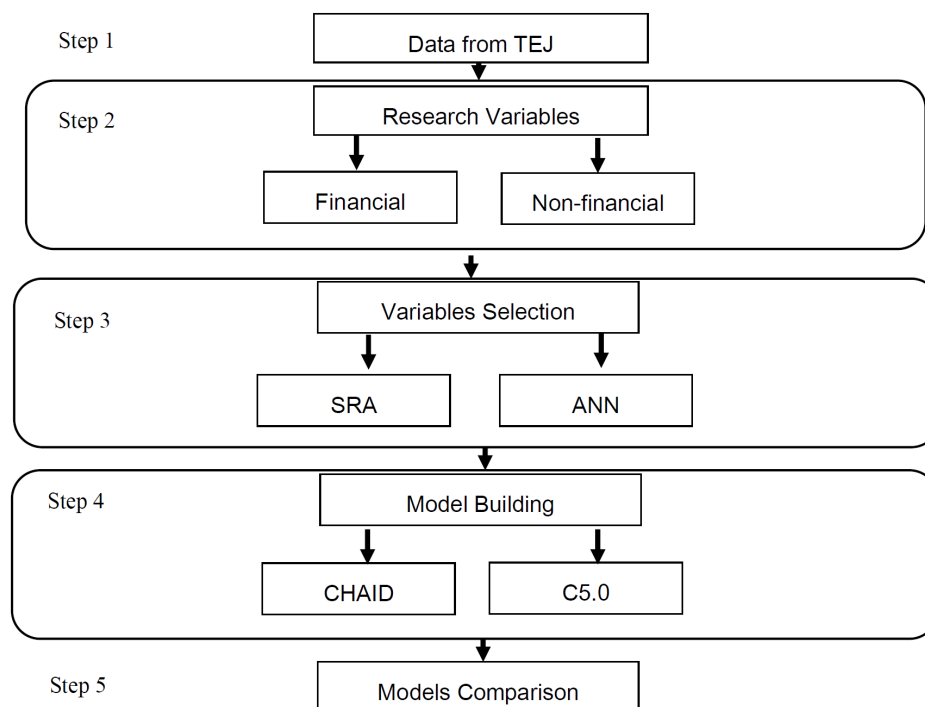 Step 1
Data from TEJ
Step 2
Research Variables
Financial
Non-financial
Step 3
Variables Selection
SRA
ANN
Step 4
Model Building
CHAID
C5.0
Step 5
Models Comparison